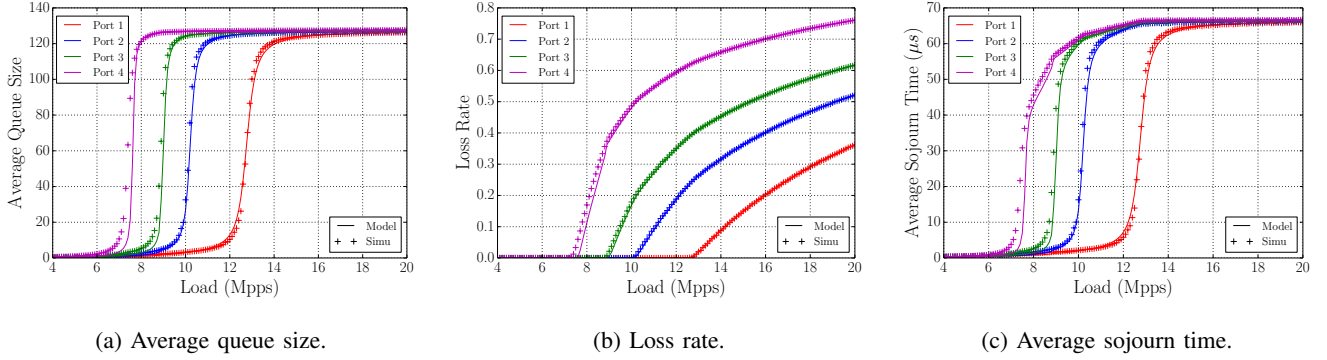 140
120
100
80
60
40
20
0
4 6 8 10 12 14 16 18 20
Average Queue Size
Load (Mpps)
Port 1
Port 2
Port 3
Port 4
Model
Simu
(a) Average queue size.
0.8
0.7
0.6
0.5
0.4
0.3
0.2
0.1
0.0
4 6 8 10 12 14 16 18 20
Loss Rate
Load (Mpps)
Port 1
Port 2
Port 3
Port 4
Model
Simu
(b) Loss rate.
70
60
50
40
30
20
10
0
4 6 8 10 12 14 16 18 20
Average Sojourn Time (μs)
Load (Mpps)
Port 1
Port 2
Port 3
Port 4
Model
Simu
(c) Average sojourn time.